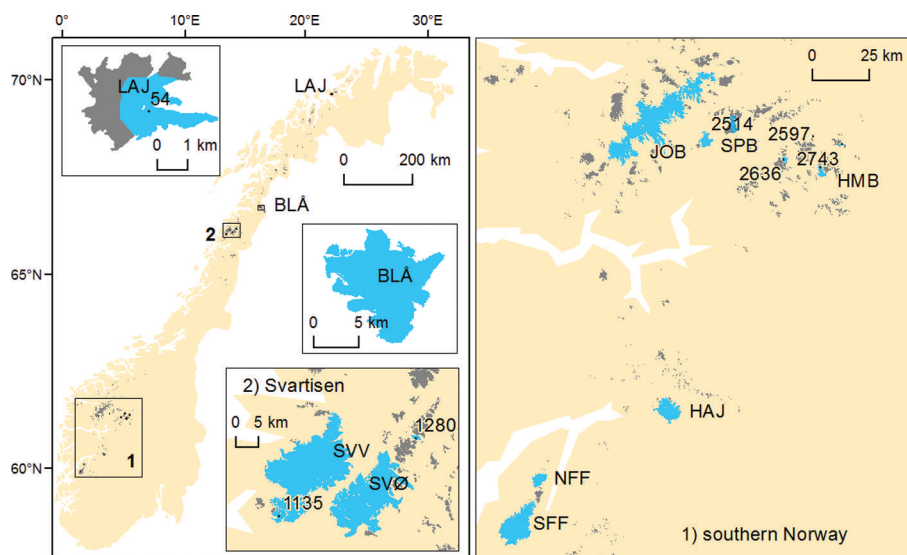 0° 10°E 20°E 30°E
70°N
65°N
60°N
LAJ
54
0 1 km
LAJ
0 200 km
BLÅ
2
BLÅ
0 5 km
1
2) Svartisen
0 5 km
1280
SVV
SVØ
1135
0 25 km
2514
JOB
SPB
2597
2743
2636
HMB
HAJ
NFF
SFF
1) southern Norway